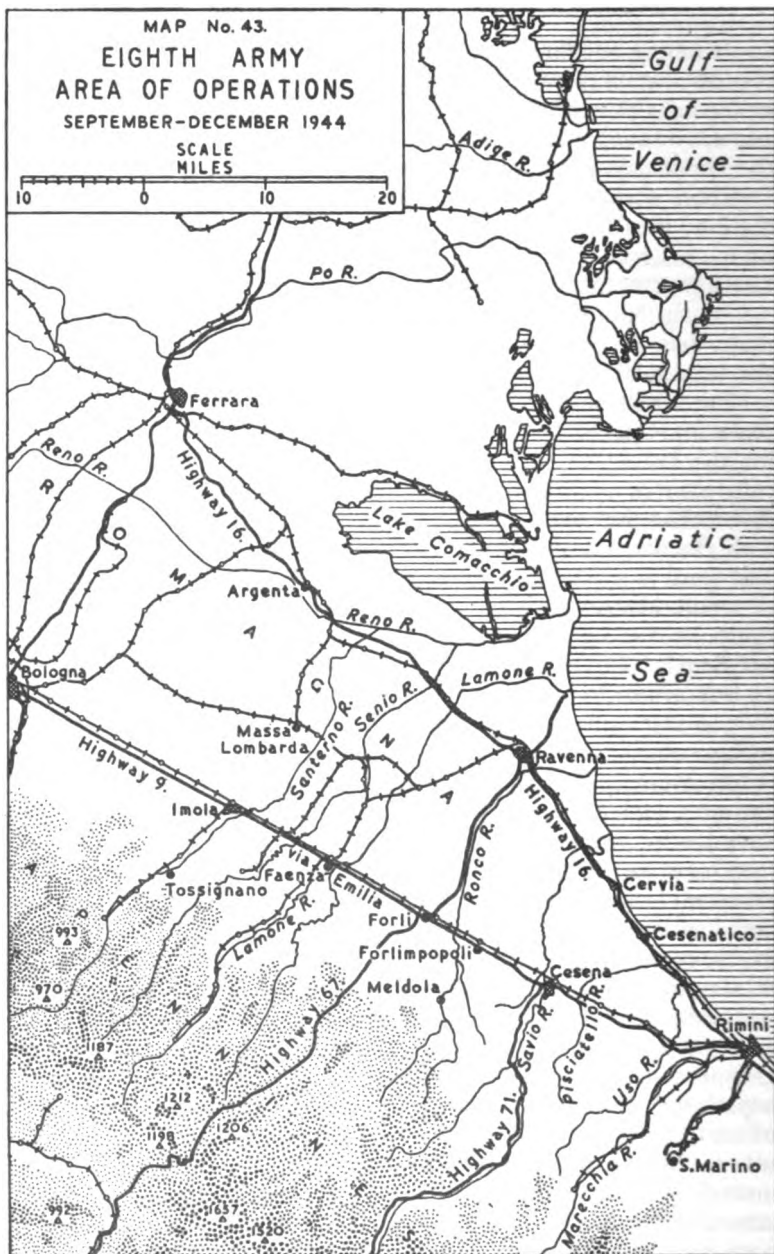 MAP No. 43.
EIGHTH ARMY
AREA OF OPERATIONS
SEPTEMBER–DECEMBER 1944
SCALE
MILES
10 0 10 20
Gulf
of
Venice
Adige R.
Po R.
Ferrara
Reno R.
Highway 16.
Lake Comacchio
Adriatic
Sea
ROMAGNA
Argenta
Reno R.
Bologna
Lamone R.
Massa
Lombarda
Santerno R.
Senio R.
Ravenna
Highway 9.
Imola
Highway 16.
Ronco R.
Via Emilia
Tossignano
Faenza
Cervia
Lamone R.
Forli
Cesenatico
993
Forlimpopoli
Cesena
970
Meldola
APENNINES
Highway 67.
Savio R.
Pisciatello R.
Rimini
1187
Uso R.
1212
1198
1206
Highway 71.
Marecchia R.
S. Marino
992
1657
1520